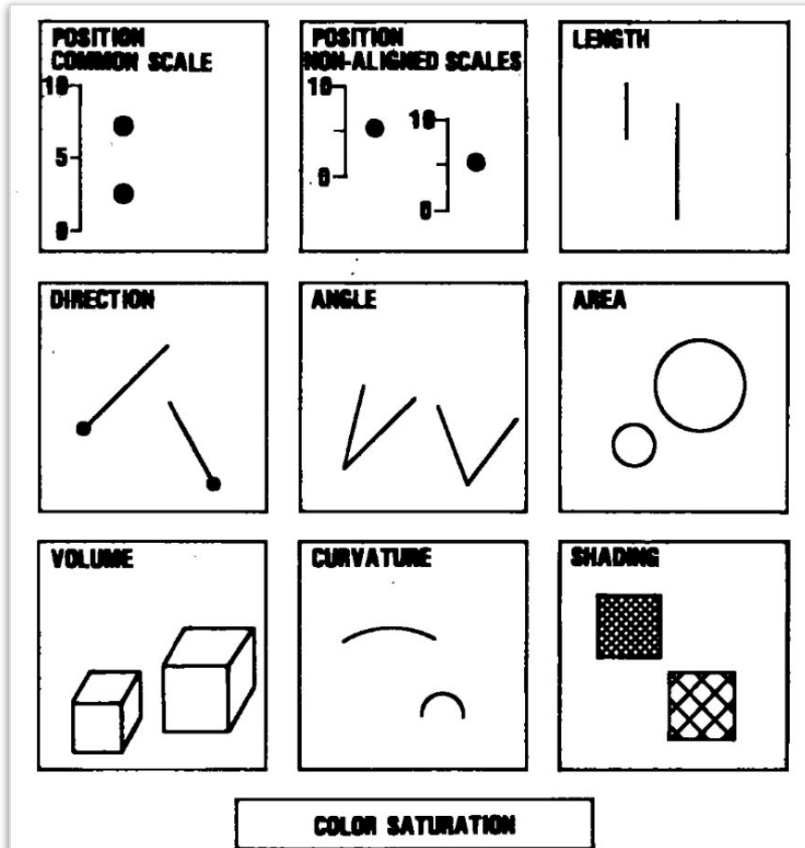 POSITION
COMMON SCALE
10
5
0
POSITION
NON-ALIGNED SCALES
10
0
10
0
LENGTH
DIRECTION
ANGLE
AREA
VOLUME
CURVATURE
SHADING
COLOR SATURATION